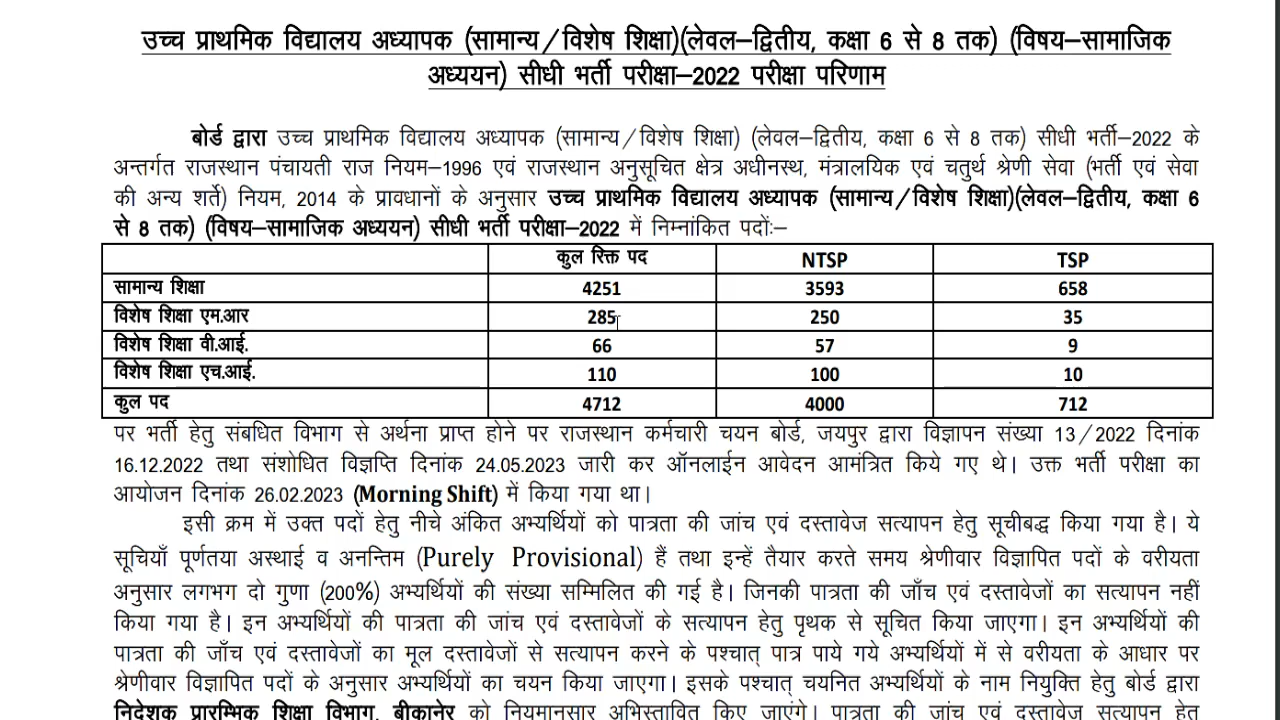 उच्च प्राथमिक विद्यालय अध्यापक (सामान्य/विशेष शिक्षा)(लेवल–द्वितीय, कक्षा 6 से 8 तक) (विषय–सामाजिक
अध्ययन) सीधी भर्ती परीक्षा–2022 परीक्षा परिणाम
बोर्ड द्वारा उच्च प्राथमिक विद्यालय अध्यापक (सामान्य/विशेष शिक्षा) (लेवल–द्वितीय, कक्षा 6 से 8 तक) सीधी भर्ती–2022 के
अन्तर्गत राजस्थान पंचायती राज नियम–1996 एवं राजस्थान अनुसूचित क्षेत्र अधीनस्थ, मंत्रालयिक एवं चतुर्थ श्रेणी सेवा (भर्ती एवं सेवा
की अन्य शर्ते) नियम, 2014 के प्रावधानों के अनुसार उच्च प्राथमिक विद्यालय अध्यापक (सामान्य/विशेष शिक्षा)(लेवल–द्वितीय, कक्षा 6
से 8 तक) (विषय–सामाजिक अध्ययन) सीधी भर्ती परीक्षा–2022 में निम्नांकित पदों:–
कुल रिक्त पद NTSP TSP
सामान्य शिक्षा 4251 3593 658
विशेष शिक्षा एम.आर 285 250 35
विशेष शिक्षा वी.आई. 66 57 9
विशेष शिक्षा एच.आई. 110 100 10
कुल पद 4712 4000 712
पर भर्ती हेतु संबधित विभाग से अर्थना प्राप्त होने पर राजस्थान कर्मचारी चयन बोर्ड, जयपुर द्वारा विज्ञापन संख्या 13/2022 दिनांक
16.12.2022 तथा संशोधित विज्ञप्ति दिनांक 24.05.2023 जारी कर ऑनलाईन आवेदन आमंत्रित किये गए थे। उक्त भर्ती परीक्षा का
आयोजन दिनांक 26.02.2023 (Morning Shift) में किया गया था।
इसी क्रम में उक्त पदों हेतु नीचे अंकित अभ्यर्थियों को पात्रता की जांच एवं दस्तावेज सत्यापन हेतु सूचीबद्ध किया गया है। ये
सूचियाँ पूर्णतया अस्थाई व अनन्तिम (Purely Provisional) हैं तथा इन्हें तैयार करते समय श्रेणीवार विज्ञापित पदों के वरीयता
अनुसार लगभग दो गुणा (200%) अभ्यर्थियों की संख्या सम्मिलित की गई है। जिनकी पात्रता की जाँच एवं दस्तावेजों का सत्यापन नहीं
किया गया है। इन अभ्यर्थियों की पात्रता की जांच एवं दस्तावेजों के सत्यापन हेतु पृथक से सूचित किया जाएगा। इन अभ्यर्थियों की
पात्रता की जाँच एवं दस्तावेजों का मूल दस्तावेजों से सत्यापन करने के पश्चात् पात्र पाये गये अभ्यर्थियों में से वरीयता के आधार पर
श्रेणीवार विज्ञापित पदों के अनुसार अभ्यर्थियों का चयन किया जाएगा। इसके पश्चात् चयनित अभ्यर्थियों के नाम नियुक्ति हेतु बोर्ड द्वारा
निदेशक प्रारम्भिक शिक्षा विभाग, बीकानेर को नियमानुसार अभिस्तावित किए जाएंगे। पात्रता की जांच एवं दस्तावेज सत्यापन हेतु